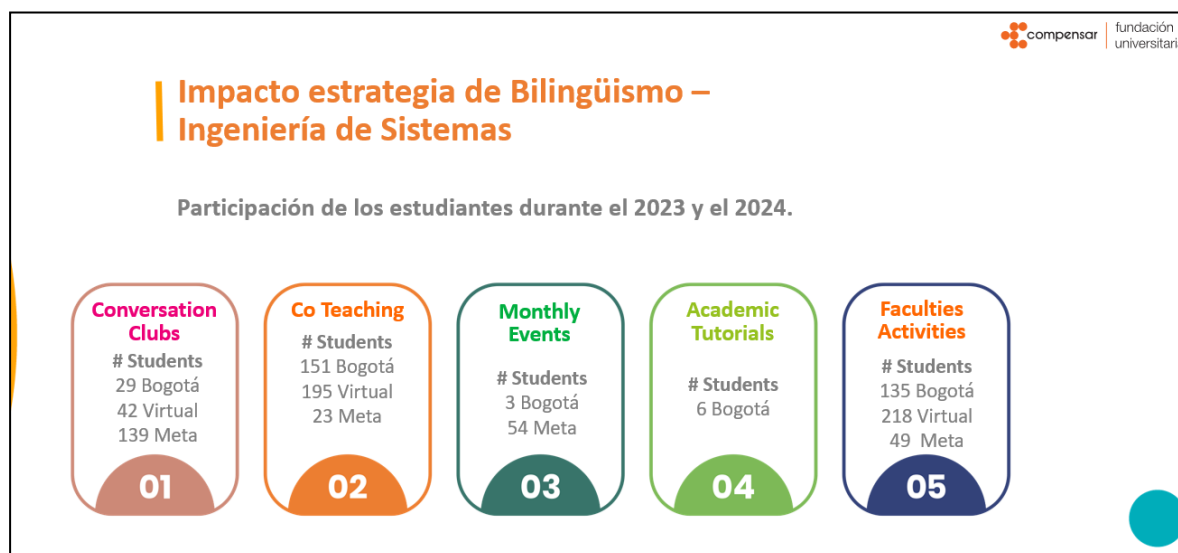 compensar
fundación
universitaria
Impacto estrategia de Bilingüismo –
Ingeniería de Sistemas
Participación de los estudiantes durante el 2023 y el 2024.
Conversation
Clubs
# Students
29 Bogotá
42 Virtual
139 Meta
01
Co Teaching
# Students
151 Bogotá
195 Virtual
23 Meta
02
Monthly
Events
# Students
3 Bogotá
54 Meta
03
Academic
Tutorials
# Students
6 Bogotá
04
Faculties
Activities
# Students
135 Bogotá
218 Virtual
49 Meta
05